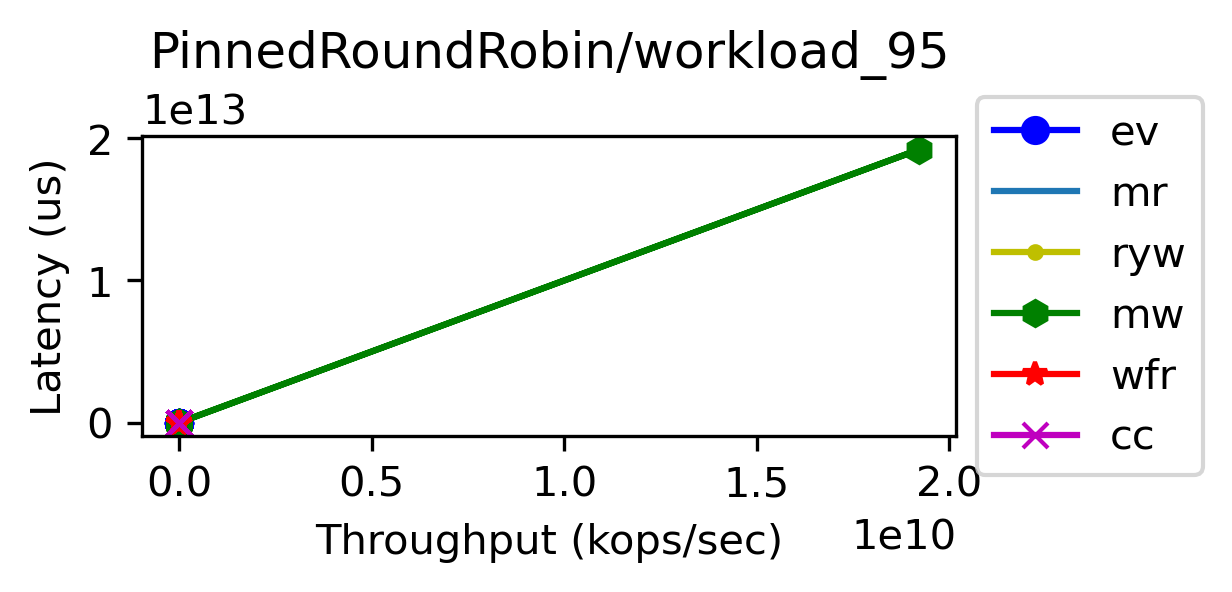 PinnedRoundRobin/workload_95
1e13
2
1
0
Latency (us)
0.0 0.5 1.0 1.5 2.0
1e10
Throughput (kops/sec)
ev
mr
ryw
mw
wfr
cc